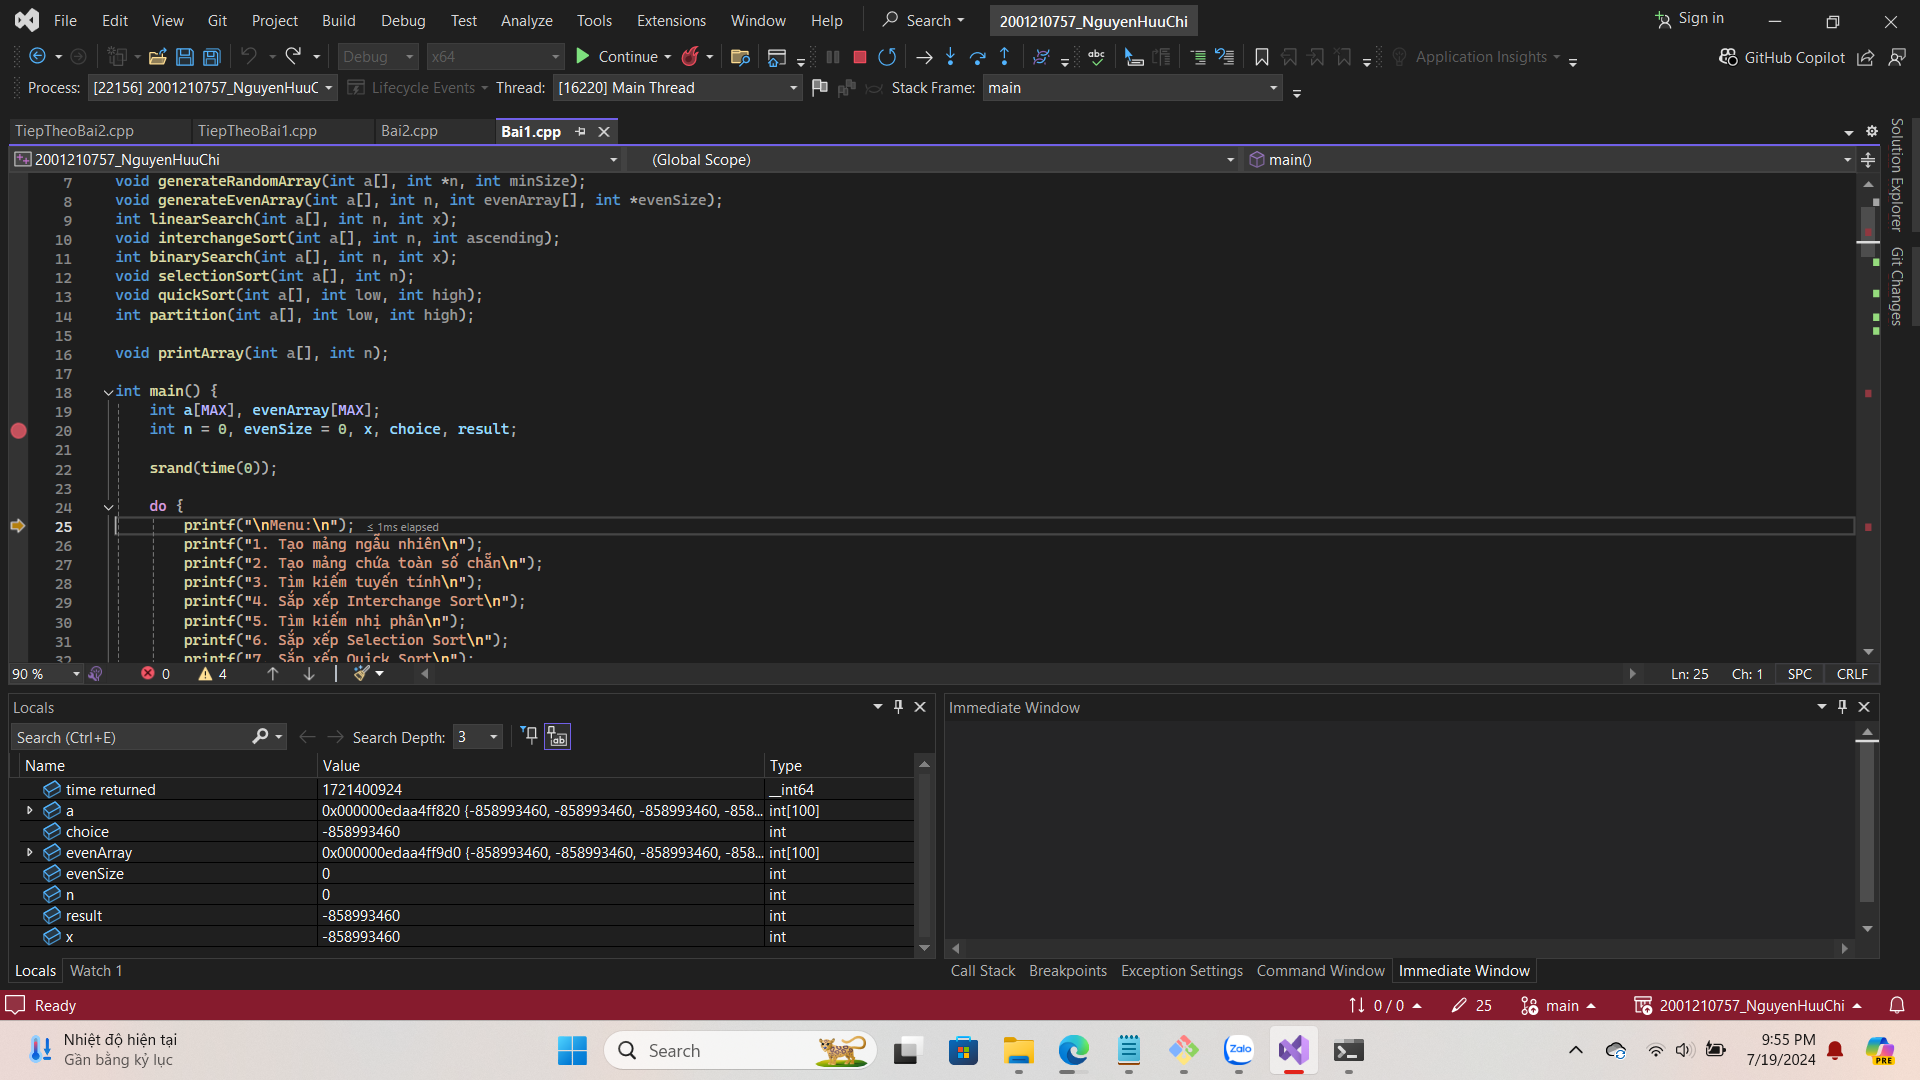 File Edit View Git Project Build Debug Test Analyze Tools Extensions Window Help Search 2001210757_NguyenHuuChi Sign in
Debug x64 Continue Application Insights GitHub Copilot
Process: [22156] 2001210757_NguyenHuuC Lifecycle Events Thread: [16220] Main Thread Stack Frame: main
TiepTheoBai2.cpp TiepTheoBai1.cpp Bai2.cpp Bai1.cpp
2001210757_NguyenHuuChi (Global Scope) main()
Solution Explorer
Git Changes
7 void generateRandomArray(int a[], int *n, int minSize);
8 void generateEvenArray(int a[], int n, int evenArray[], int *evenSize);
9 int linearSearch(int a[], int n, int x);
10 void interchangeSort(int a[], int n, int ascending);
11 int binarySearch(int a[], int n, int x);
12 void selectionSort(int a[], int n);
13 void quickSort(int a[], int low, int high);
14 int partition(int a[], int low, int high);
15
16 void printArray(int a[], int n);
17
18 int main() {
19 int a[MAX], evenArray[MAX];
20 int n = 0, evenSize = 0, x, choice, result;
21
22 srand(time(0));
23
24 do {
25 printf("\nMenu:\n"); ≤ 1ms elapsed
26 printf("1. Tạo mảng ngẫu nhiên\n");
27 printf("2. Tạo mảng chứa toàn số chẵn\n");
28 printf("3. Tìm kiếm tuyến tính\n");
29 printf("4. Sắp xếp Interchange Sort\n");
30 printf("5. Tìm kiếm nhị phân\n");
31 printf("6. Sắp xếp Selection Sort\n");
32 printf("7. Sắp xếp Quick Sort\n");
90 % 0 4 Ln: 25 Ch: 1 SPC CRLF
Locals
Search (Ctrl+E) Search Depth: 3
Name Value Type
time returned 1721400924 __int64
a 0x000000edaa4ff820 {-858993460, -858993460, -858993460, -858... int[100]
choice -858993460 int
evenArray 0x000000edaa4ff9d0 {-858993460, -858993460, -858993460, -858... int[100]
evenSize 0 int
n 0 int
result -858993460 int
x -858993460 int
Locals Watch 1
Immediate Window
Call Stack Breakpoints Exception Settings Command Window Immediate Window
Ready 0 / 0 25 main 2001210757_NguyenHuuChi
Nhiệt độ hiện tại
Gần bằng kỷ lục
Search
Zalo
9:55 PM
7/19/2024
PRE